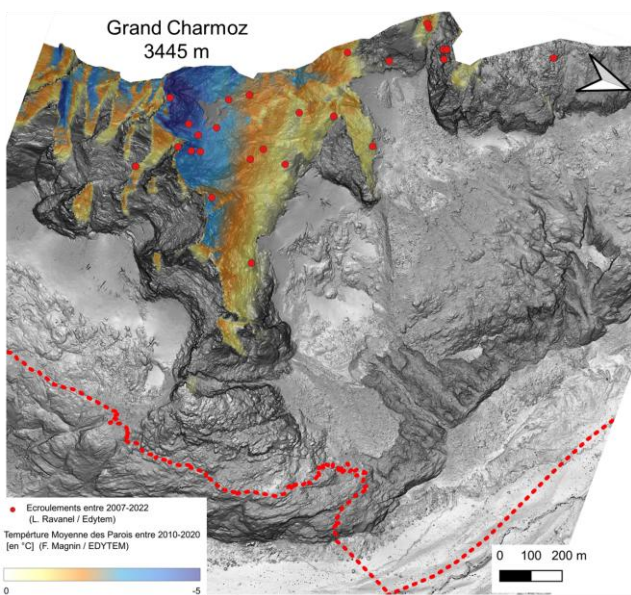 Grand Charmoz
3445 m
Ecroulements entre 2007-2022
(L. Ravanel / Edytem)
Tempèrture Moyenne des Parois entre 2010-2020
[en °C] (F. Magnin / EDYTEM)
0 -5
0 100 200 m